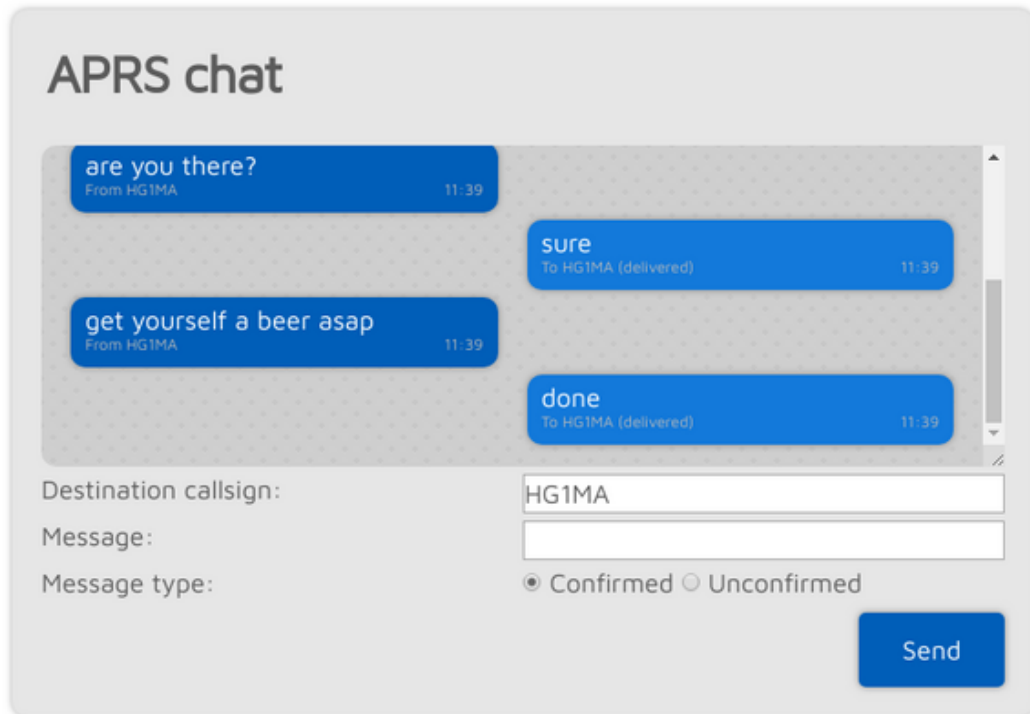 APRS chat
are you there?
From HG1MA 11:39
sure
To HG1MA (delivered) 11:39
get yourself a beer asap
From HG1MA 11:39
done
To HG1MA (delivered) 11:39
Destination callsign: HG1MA
Message:
Message type: Confirmed Unconfirmed
Send